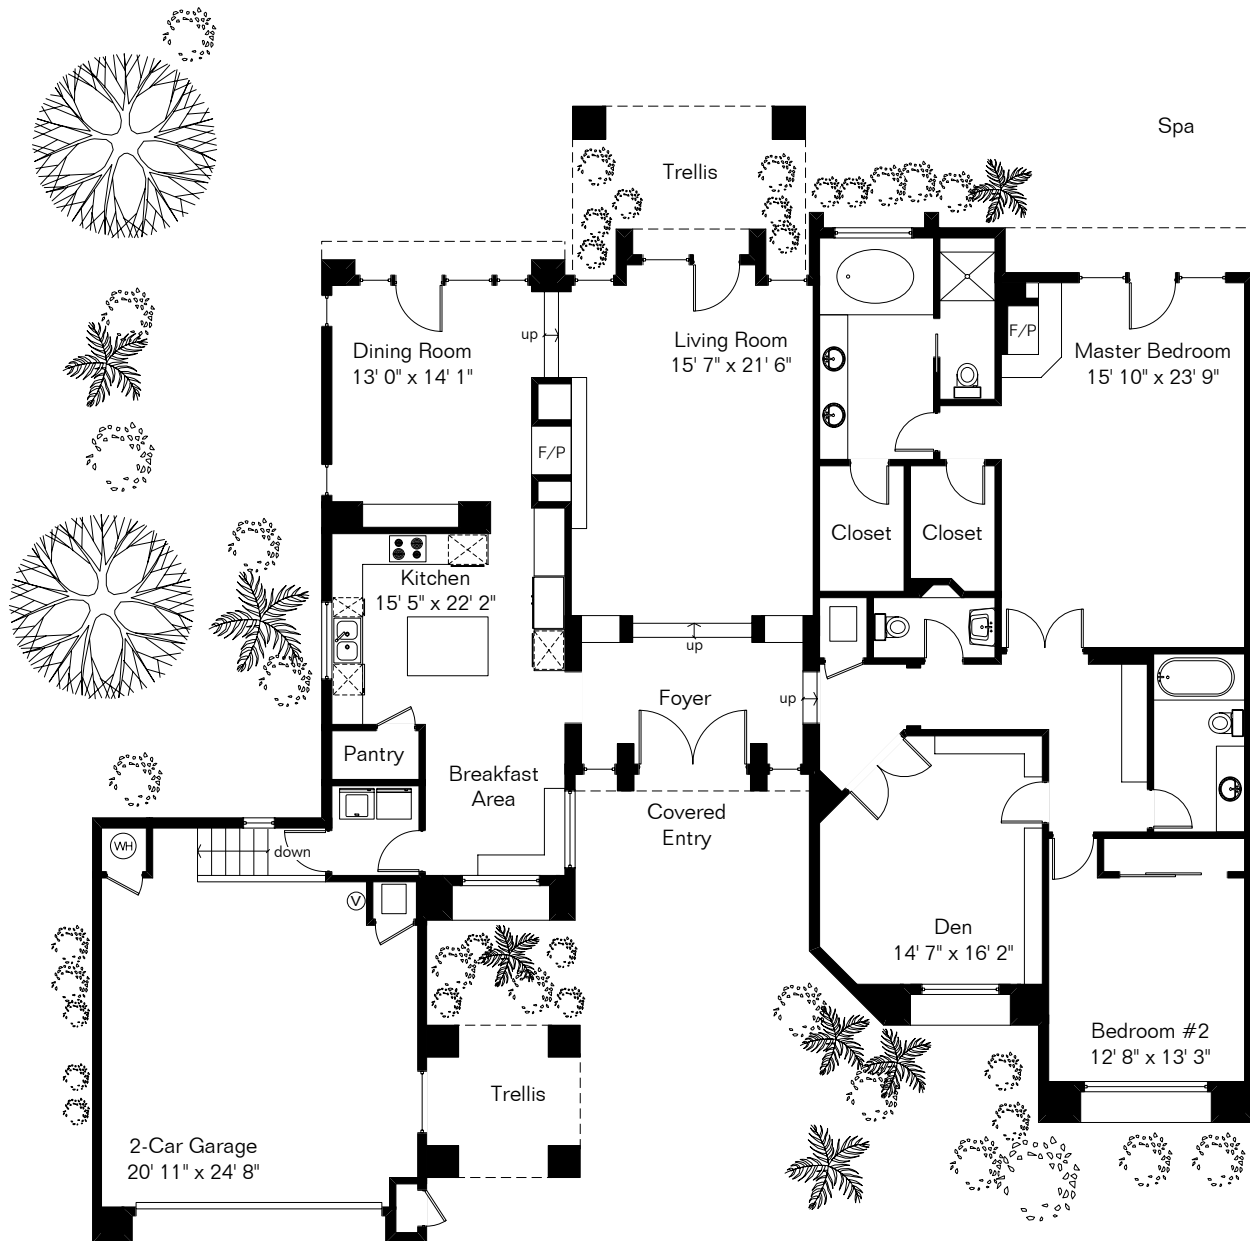 Spa
Trellis
up
Living Room
15' 7" x 21' 6"
Dining Room
13' 0" x 14' 1"
F/P
Master Bedroom
15' 10" x 23' 9"
F/P
Closet
Closet
Kitchen
15' 5" x 22' 2"
up
Foyer
up
Pantry
Breakfast
Area
Covered
Entry
WH
down
V
Den
14' 7" x 16' 2"
Bedroom #2
12' 8" x 13' 3"
Trellis
2-Car Garage
20' 11" x 24' 8"